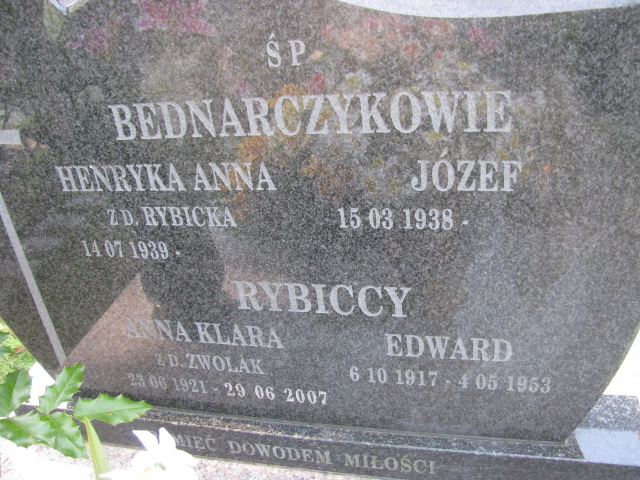 ŚP
BEDNARCZYKOWIE
HENRYKA ANNA
Z D. RYBICKA
14 07 1939 -
JÓZEF
15 03 1938 -
RYBICCY
ANNA KLARA
Z D. ZWOLAK
23 06 1921 - 29 06 2007
EDWARD
6 10 1917 - 4 05 1953
DOWODEM MIŁOŚCI